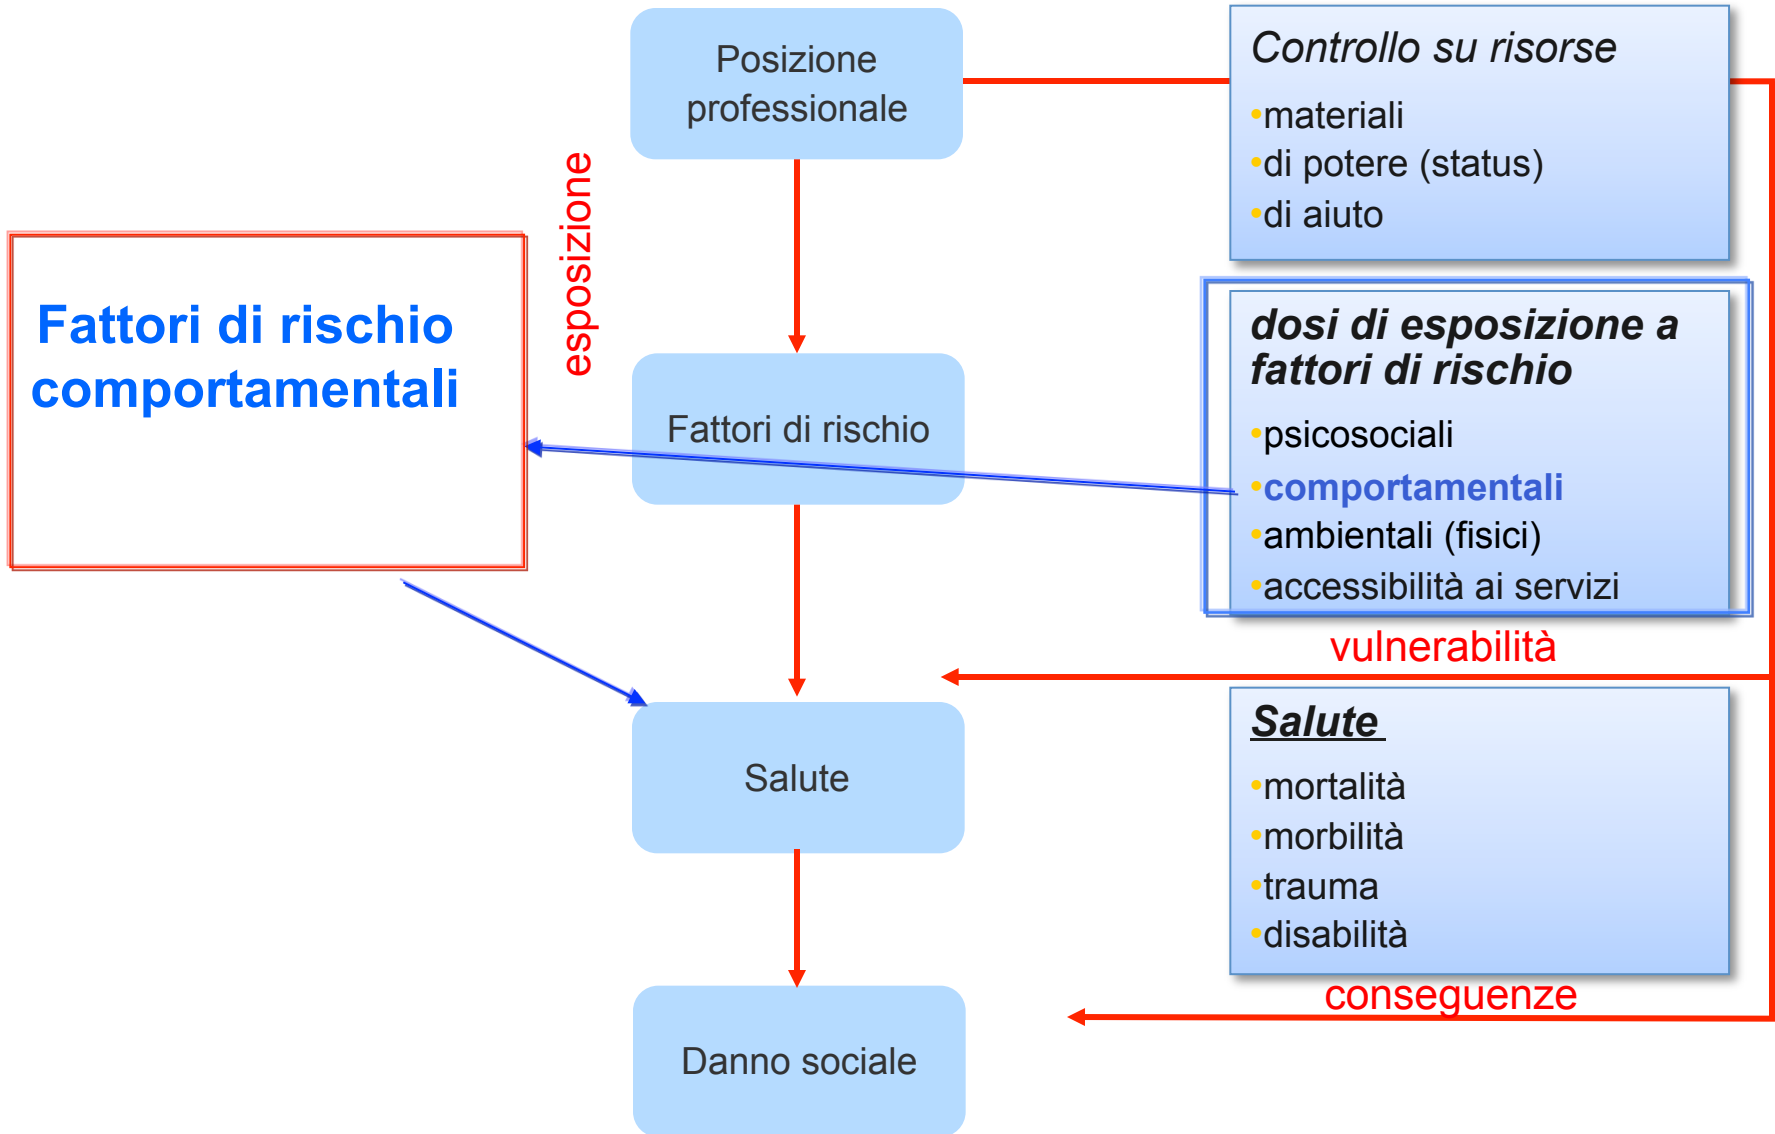 Posizione
professionale
Controllo su risorse
•materiali
•di potere (status)
•di aiuto
esposizione
Fattori di rischio
comportamentali
dosi di esposizione a
fattori di rischio
•psicosociali
•comportamentali
•ambientali (fisici)
•accessibilità ai servizi
Fattori di rischio
vulnerabilità
Salute
Salute
•mortalità
•morbilità
•trauma
•disabilità
conseguenze
Danno sociale